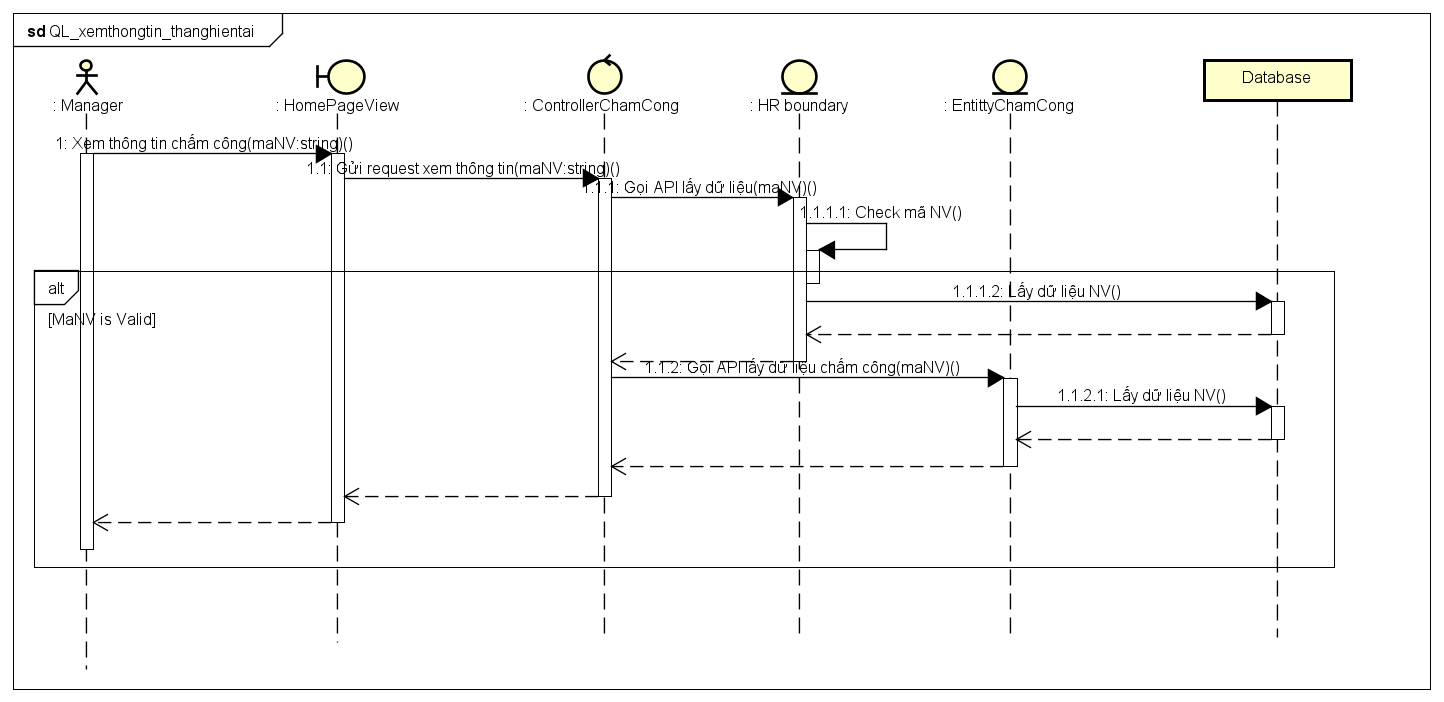 sd QL_xemthongtin_thanghientai
: Manager
: HomePageView
: ControllerChamCong
: HR boundary
: EntittyChamCong
Database
1: Xem thông tin chấm công(maNV:string)()
1.1: Gửi request xem thông tin(maNV:string)()
1.1.1: Gọi API lấy dữ liệu(maNV)()
1.1.1.1: Check mã NV()
alt
1.1.1.2: Lấy dữ liệu NV()
[MaNV is Valid]
1.1.2: Gọi API lấy dữ liệu chấm công(maNV)()
1.1.2.1: Lấy dữ liệu NV()